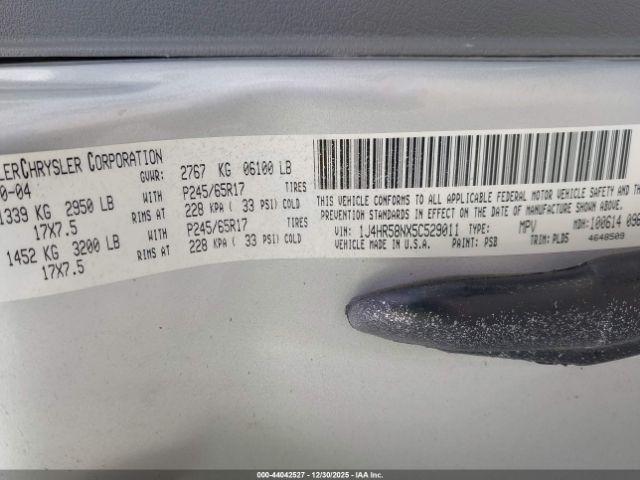 LERCHRYSLER CORPORATION
0-04
GVWR: 2767 KG 06100 LB
1339 KG 2950 LB WITH P245/65R17 TIRES
17X7.5 RIMS AT 228 KPA ( 33 PSI) COLD
1452 KG 3200 LB WITH P245/65R17 TIRES
17X7.5 RIMS AT 228 KPA ( 33 PSI) COLD
THIS VEHICLE CONFORMS TO ALL APPLICABLE FEDERAL MOTOR VEHICLE SAFETY AND
PREVENTION STANDARDS IN EFFECT ON THE DATE OF MANUFACTURE SHOWN
VIN: 1J4HR58NX5C529011 TYPE: MPV MDH:100614
VEHICLE MADE IN U.S.A. PAINT: PSB TRIM: PLD5 4648509
000-44042527 - 12/30/2025 - IAA, Inc.